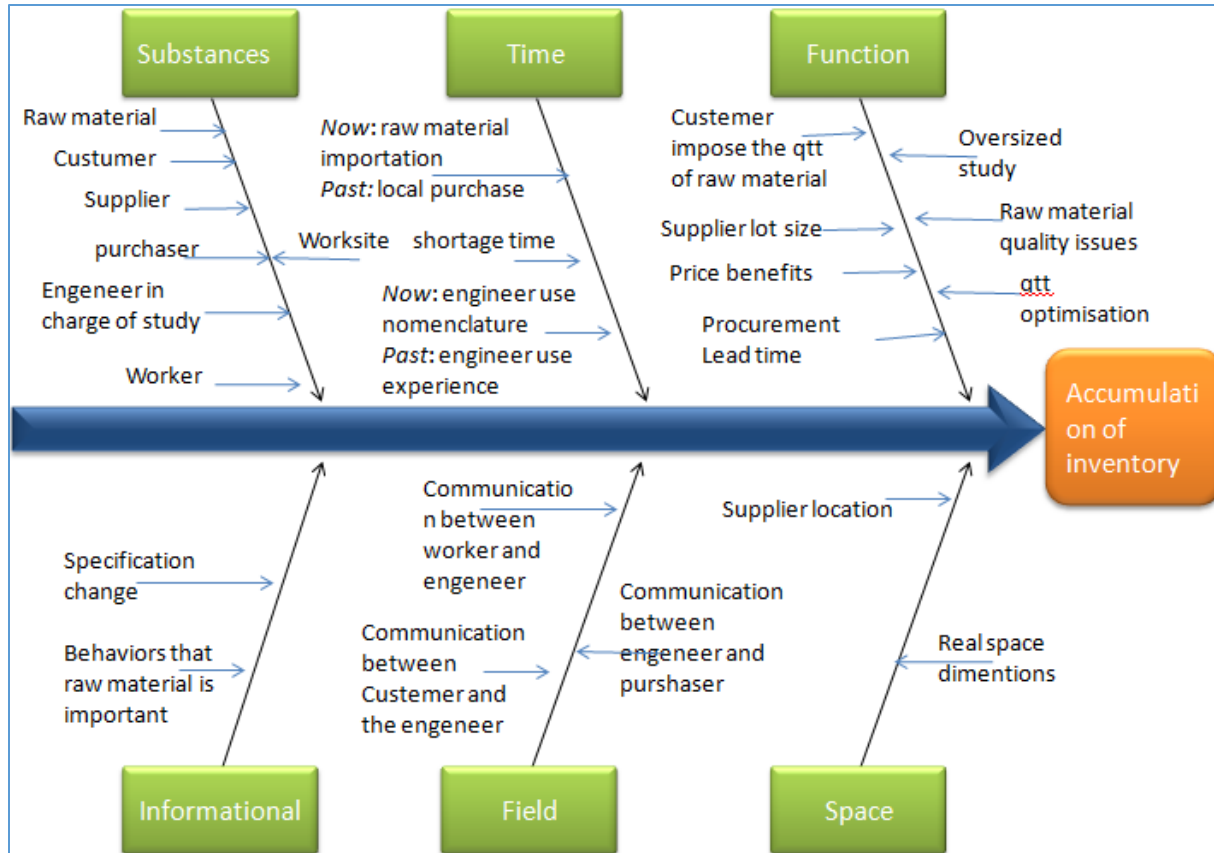 Substances
Time
Function
Raw material
Custumer
Supplier
purchaser
Worksite
Engeneer in
charge of study
Worker
Now: raw material
importation
Past: local purchase
shortage time
Now: engineer use
nomenclature
Past: engineer use
experience
Custemer
impose the qtt
of raw material
Oversized
study
Supplier lot size
Raw material
quality issues
Price benefits
qtt
optimisation
Procurement
Lead time
Accumulati
on of
inventory
Specification
change
Behaviors that
raw material is
important
Communicatio
n between
worker and
engeneer
Communication
between
Custemer and
the engeneer
Communication
between
engeneer and
purshaser
Supplier location
Real space
dimentions
Informational
Field
Space